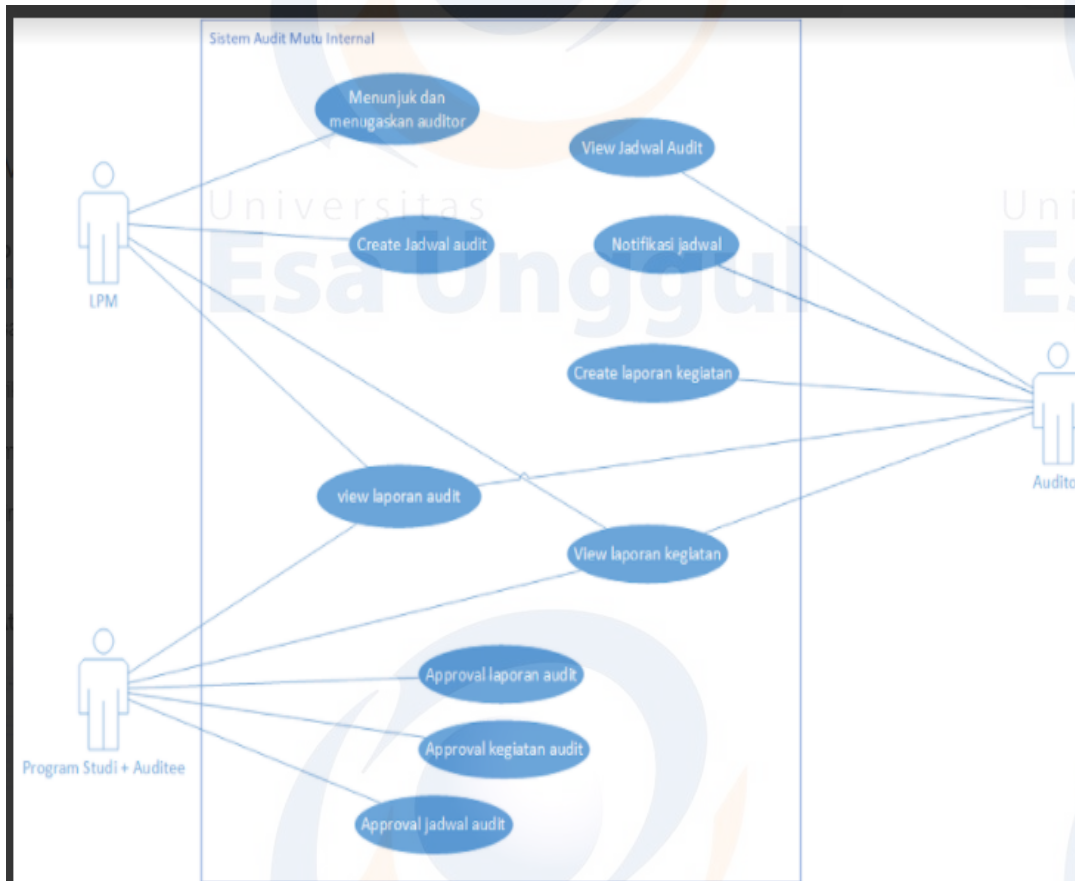 Sistem Audit Mutu Internal
Menunjuk dan
menugaskan auditor
View Jadwal Audit
Universitas
Esa Unggul
Create Jadwal audit
Notifikasi jadwal
LPM
Create laporan kegiatan
view laporan audit
Audito
View laporan kegiatan
Approval laporan audit
Approval kegiatan audit
Program Studi + Auditee
Approval jadwal audit